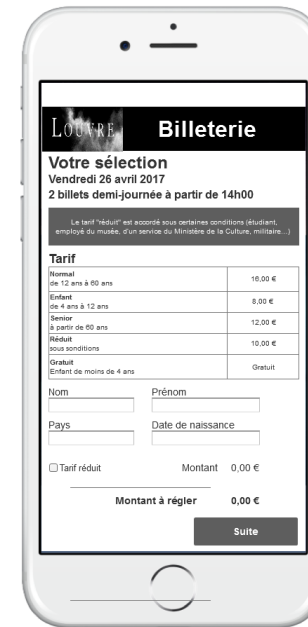 LOUVRE
Billeterie
Votre sélection
Vendredi 26 avril 2017
2 billets demi-journée à partir de 14h00
Le tarif "réduit" est accordé sous certaines conditions (étudiant,
employé du musée, d'un service du Ministère de la Culture, militaire...)
Tarif
Normal
de 12 ans à 60 ans
16,00 €
Enfant
de 4 ans à 12 ans
8,00 €
Senior
à partir de 60 ans
12,00 €
Réduit
sous sonditions
10,00 €
Gratuit
Enfant de moins de 4 ans
Gratuit
Nom Prénom
Pays Date de naissance
Tarif réduit Montant 0,00 €
Montant à régler 0,00 €
Suite